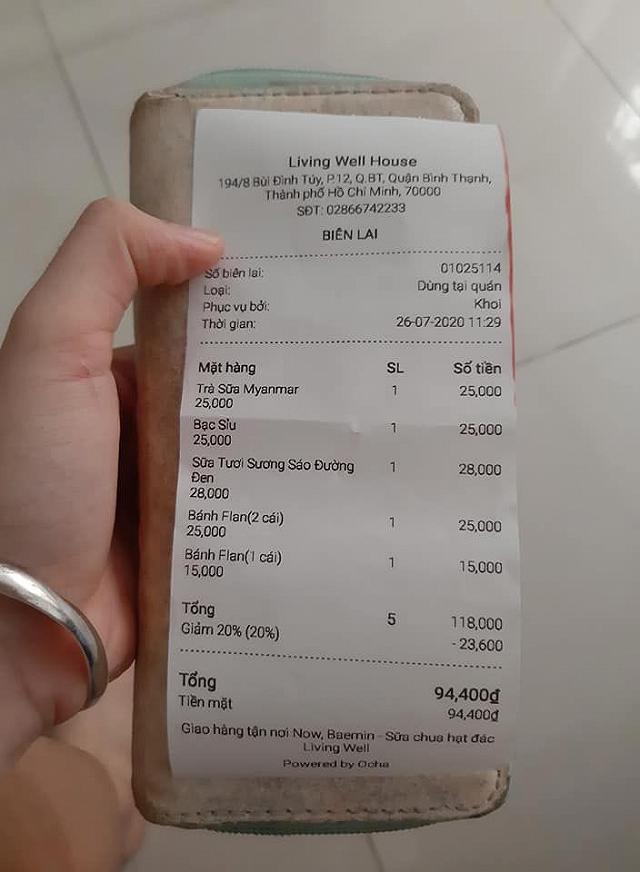 Living Well House
194/8 Bùi Đình Túy, P.12, Q.BT, Quận Bình Thạnh,
Thành phố Hồ Chí Minh, 70000
SĐT: 02866742233
BIÊN LAI
Số biên lai: 01025114
Loại: Dùng tại quán
Phục vụ bởi: Khoi
Thời gian: 26-07-2020 11:29
Mặt hàng SL Số tiền
Trà Sữa Myanmar 1 25,000
25,000
Bạc Sỉu 1 25,000
25,000
Sữa Tươi Sương Sáo Đường 1 28,000
Đen
28,000
Bánh Flan(2 cái) 1 25,000
25,000
Bánh Flan(1 cái) 1 15,000
15,000
Tổng 5 118,000
Giảm 20% (20%) -23,600
Tổng 94,400₫
Tiền mặt 94,400₫
Giao hàng tận nơi Now, Baemin - Sữa chua hạt đác
Living Well
Powered by Ocha